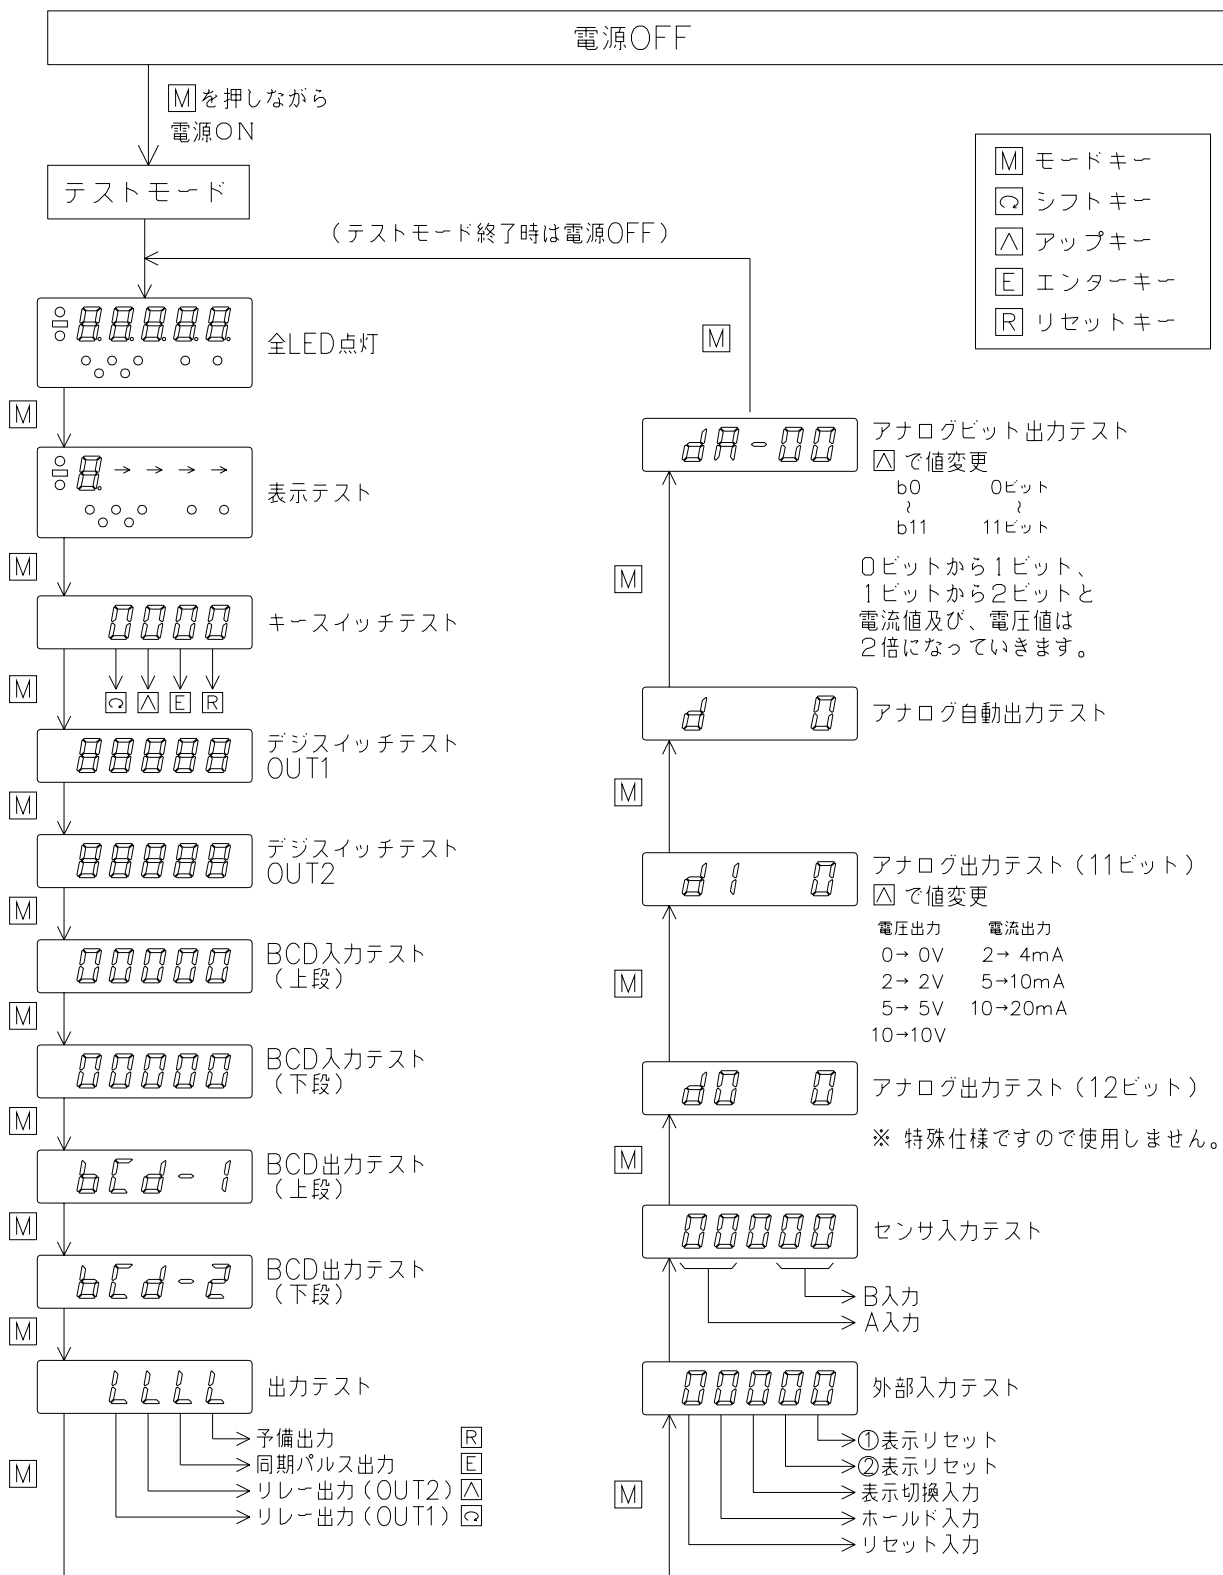 電源OFF
Mを押しながら
電源ON
テストモード
M モードキー
シフトキー
アップキー
E エンターキー
R リセットキー
(テストモード終了時は電源OFF)
8.8.8.8.8.
全LED点灯
M
8.→→→→
表示テスト
M
0000
キースイッチテスト
M
E R
88888
デジスイッチテスト
OUT1
M
88888
デジスイッチテスト
OUT2
M
00000
BCD入力テスト
(上段)
M
00000
BCD入力テスト
(下段)
M
bCd-1
BCD出力テスト
(上段)
M
bCd-2
BCD出力テスト
(下段)
M
LLLL
出力テスト
予備出力 R
同期パルス出力 E
リレー出力(OUT2)
リレー出力(OUT1)
M
M
dA-00
アナログビット出力テスト
で値変更
b0 0ビット
~ ~
b11 11ビット
0ビットから1ビット、
1ビットから2ビットと
電流値及び、電圧値は
2倍になっていきます。
M
d 0
アナログ自動出力テスト
M
d1 0
アナログ出力テスト(11ビット)
で値変更
電圧出力 電流出力
0→ 0V 2→ 4mA
2→ 2V 5→10mA
5→ 5V 10→20mA
10→10V
M
d0 0
アナログ出力テスト(12ビット)
※ 特殊仕様ですので使用しません。
M
00000
センサ入力テスト
B入力
A入力
00000
外部入力テスト
①表示リセット
②表示リセット
表示切換入力
ホールド入力
リセット入力
M